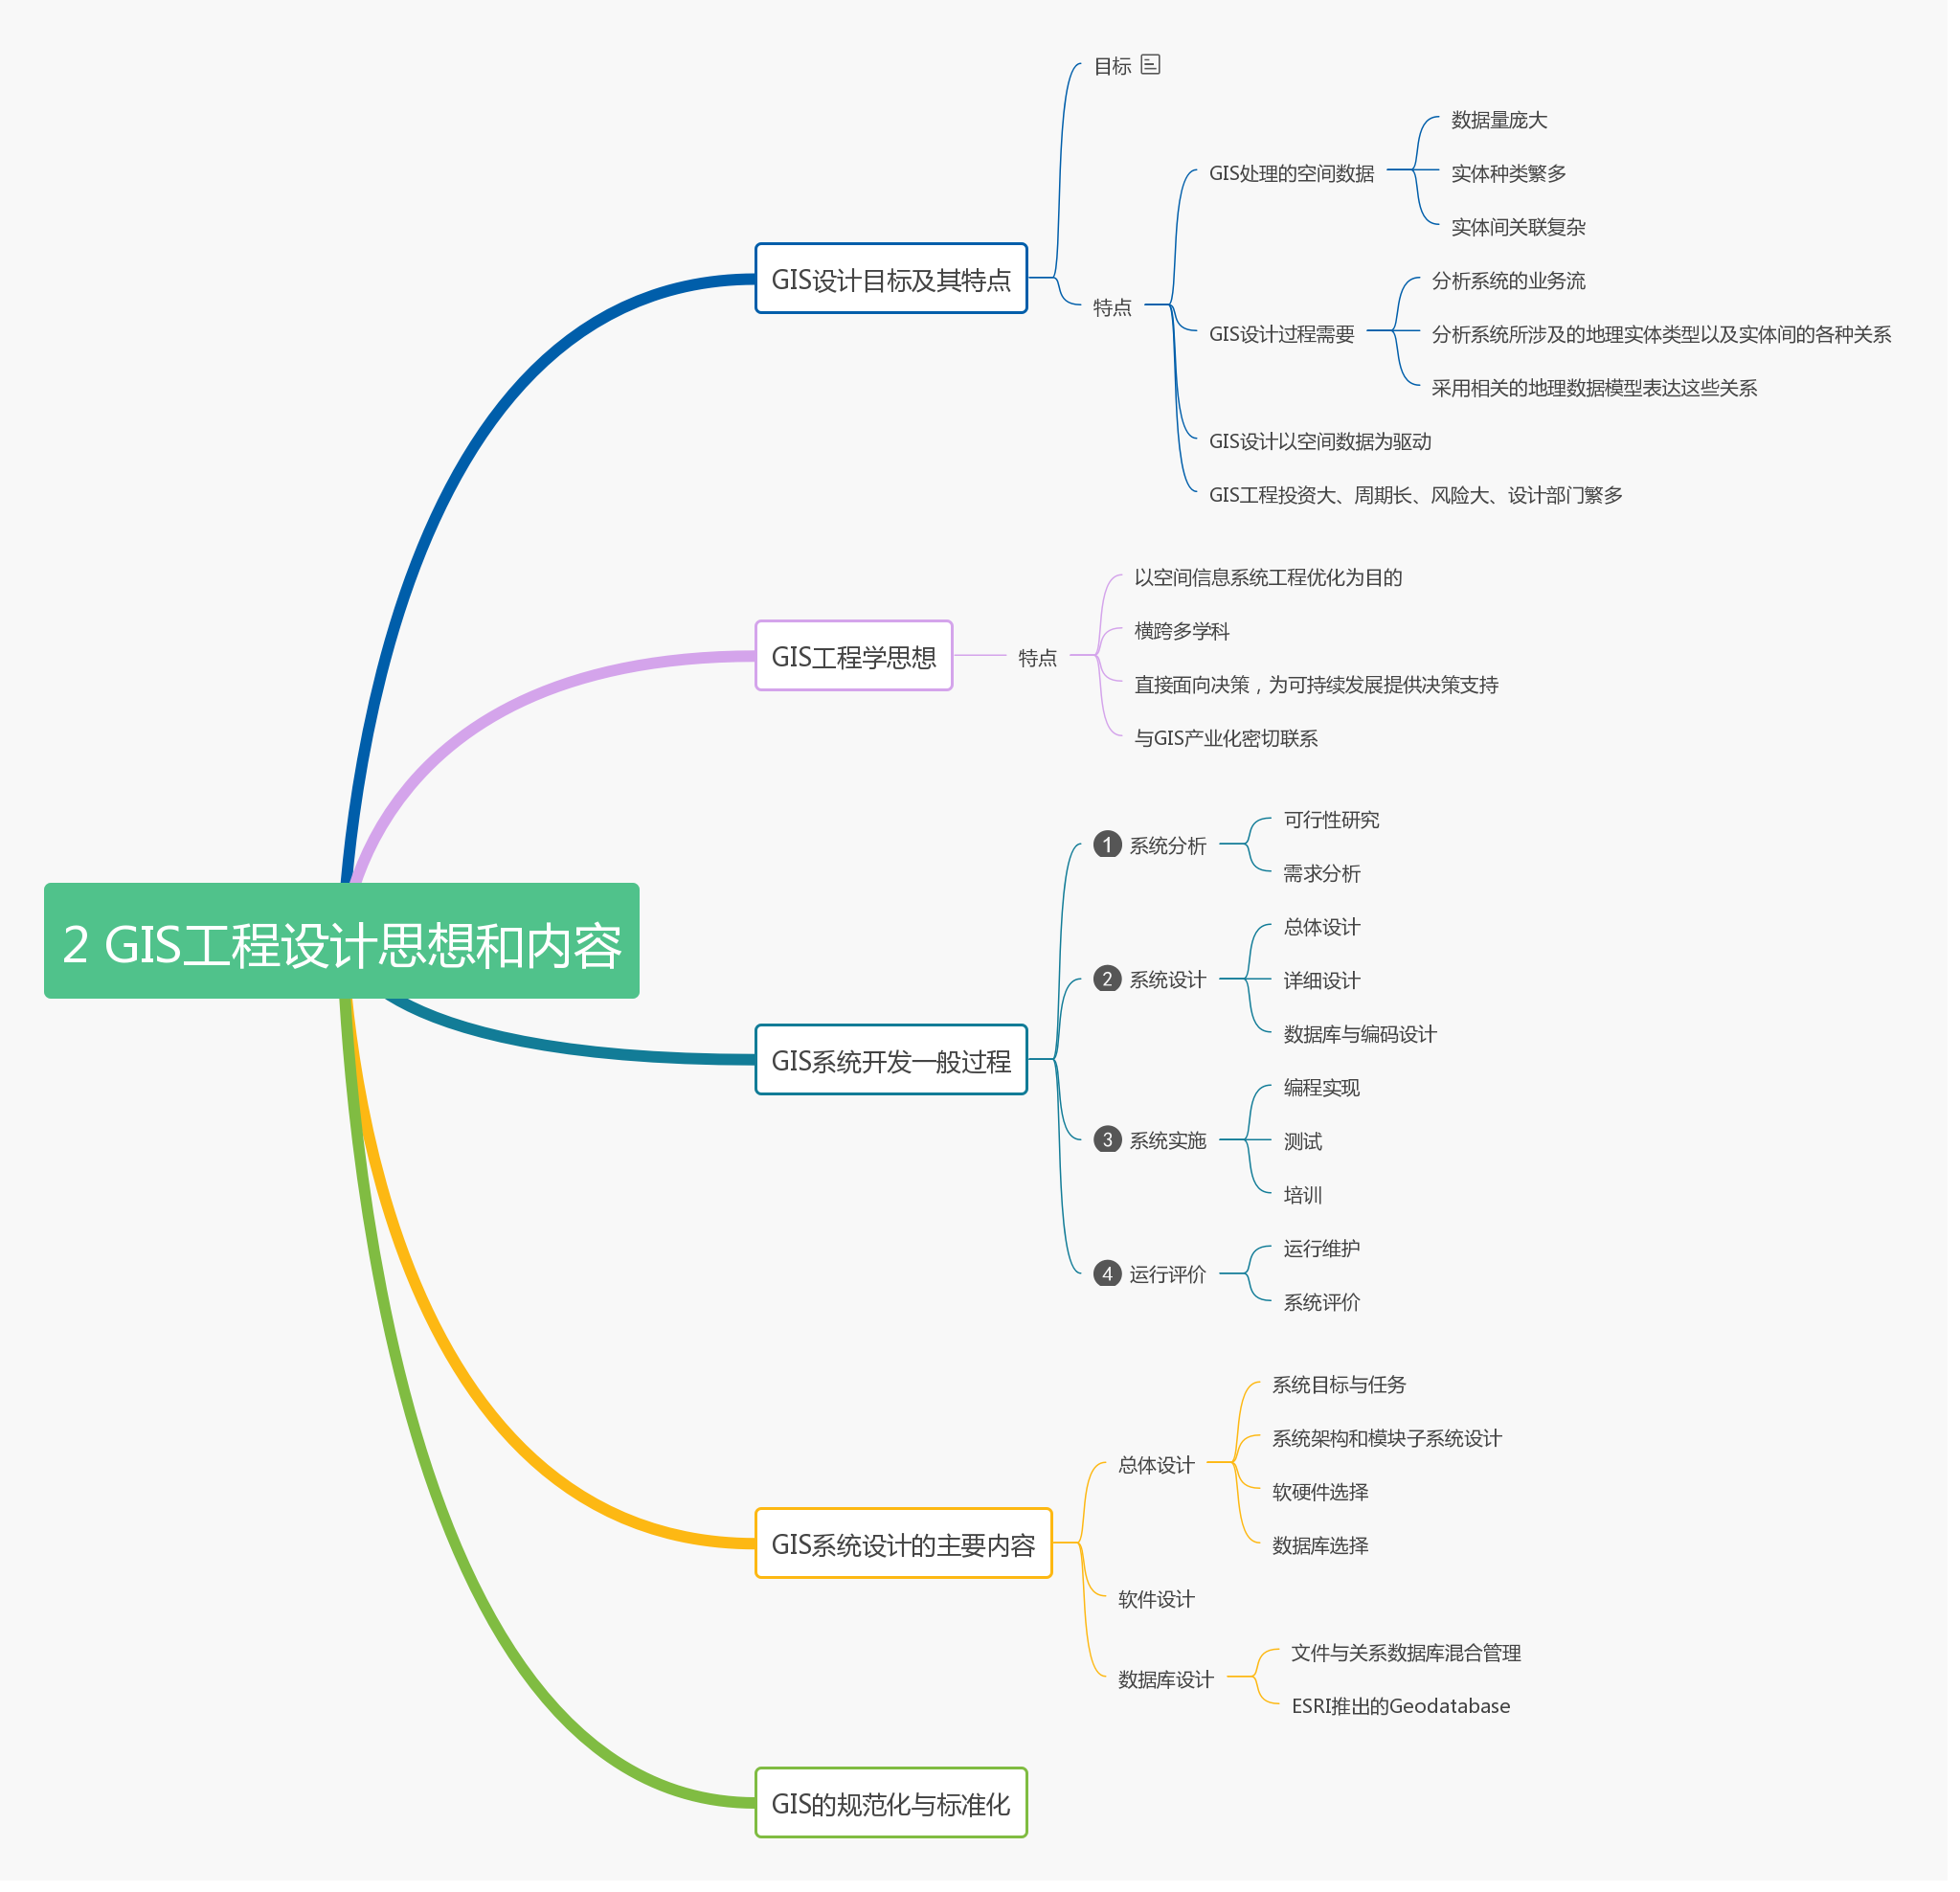 2 GIS工程设计思想和内容
GIS设计目标及其特点
目标
特点
GIS处理的空间数据
数据量庞大
实体种类繁多
实体间关联复杂
GIS设计过程需要
分析系统的业务流
分析系统所涉及的地理实体类型以及实体间的各种关系
采用相关的地理数据模型表达这些关系
GIS设计以空间数据为驱动
GIS工程投资大、周期长、风险大、设计部门繁多
GIS工程学思想
特点
以空间信息系统工程优化为目的
横跨多学科
直接面向决策，为可持续发展提供决策支持
与GIS产业化密切联系
GIS系统开发一般过程
1 系统分析
可行性研究
需求分析
2 系统设计
总体设计
详细设计
数据库与编码设计
3 系统实施
编程实现
测试
培训
4 运行评价
运行维护
系统评价
GIS系统设计的主要内容
总体设计
系统目标与任务
系统架构和模块子系统设计
软硬件选择
数据库选择
软件设计
数据库设计
文件与关系数据库混合管理
ESRI推出的Geodatabase
GIS的规范化与标准化